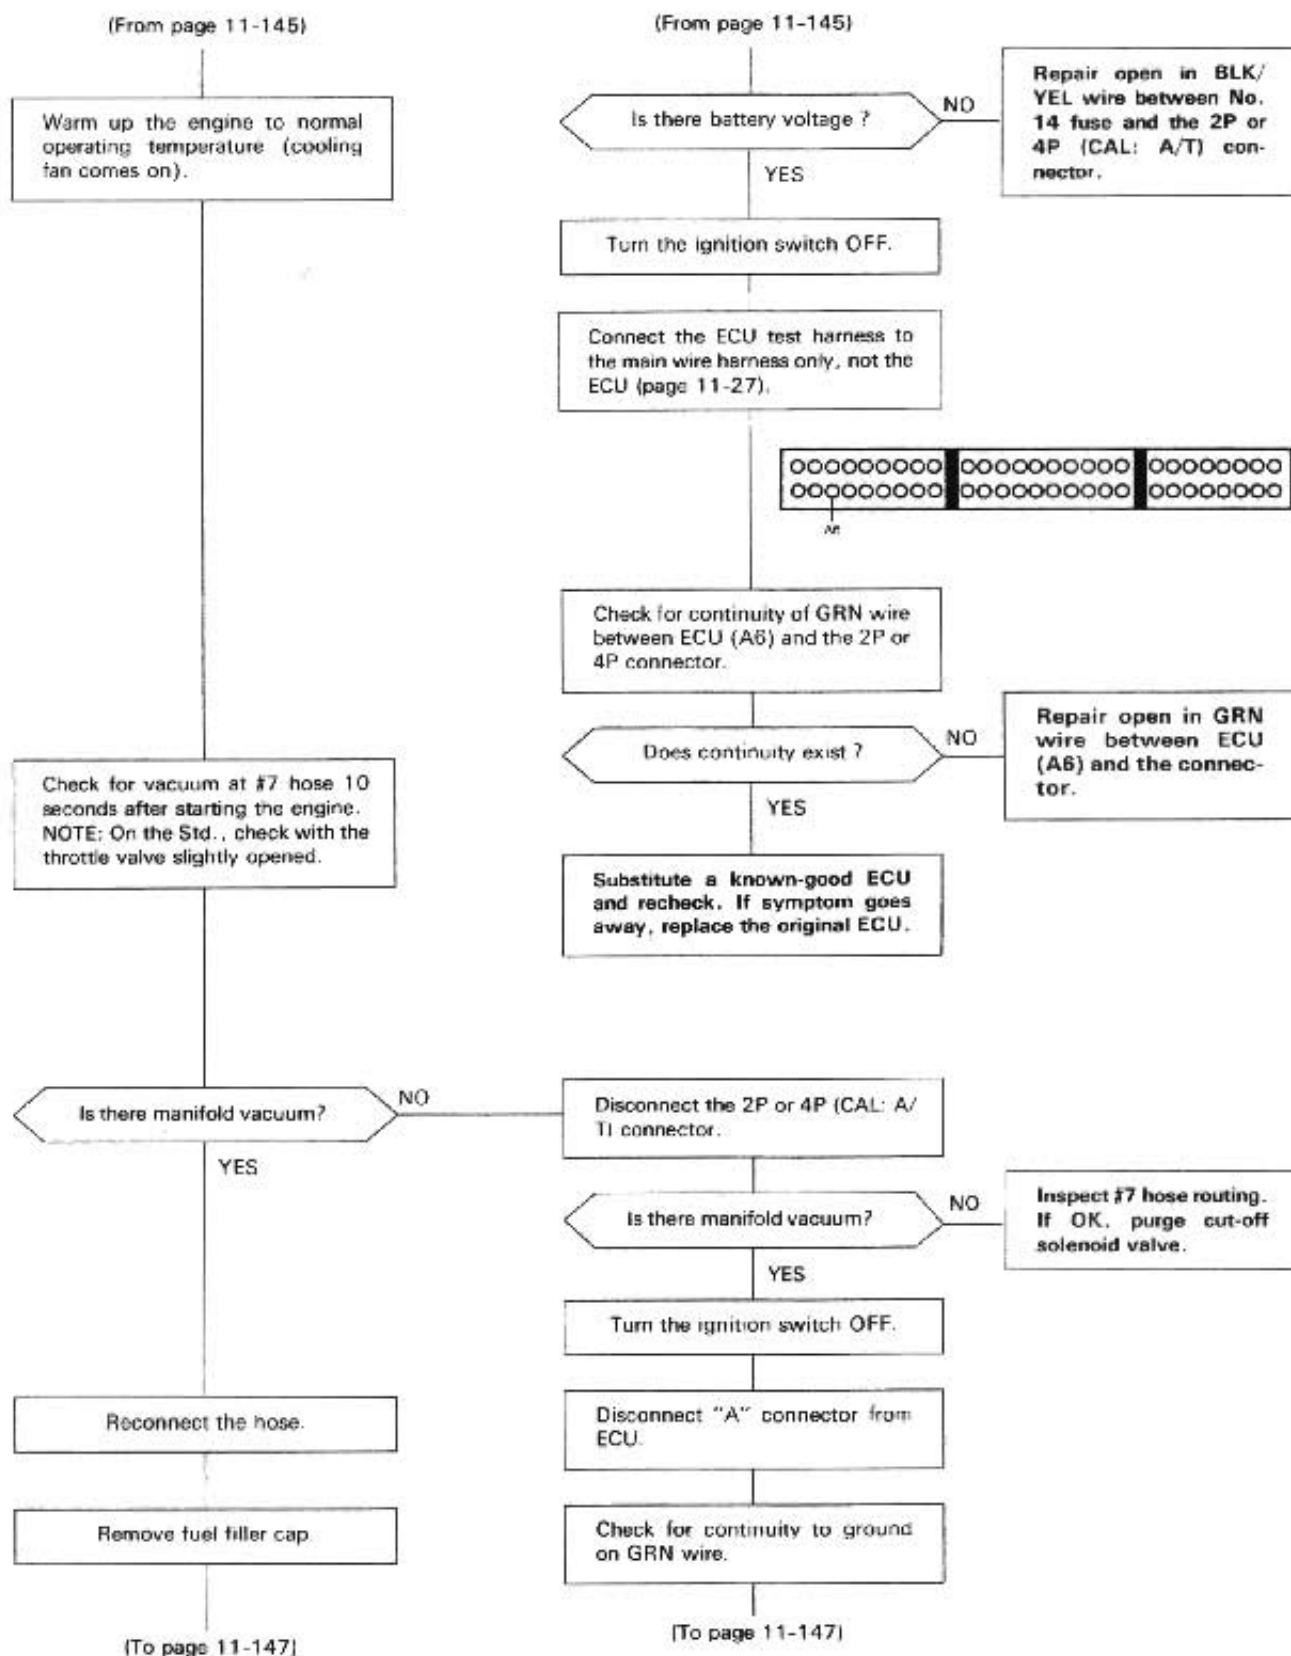 (From page 11-145)
Warm up the engine to normal
operating temperature (cooling
fan comes on).
Check for vacuum at #7 hose 10
seconds after starting the engine.
NOTE: On the Std., check with the
throttle valve slightly opened.
Is there manifold vacuum?
NO
YES
Reconnect the hose.
Remove fuel filler cap
(To page 11-147)
(From page 11-145)
Is there battery voltage ?
NO
Repair open in BLK/
YEL wire between No.
14 fuse and the 2P or
4P (CAL: A/T) con-
nector.
YES
Turn the ignition switch OFF.
Connect the ECU test harness to
the main wire harness only, not the
ECU (page 11-27).
A6
Check for continuity of GRN wire
between ECU (A6) and the 2P or
4P connector.
Does continuity exist ?
NO
Repair open in GRN
wire between ECU
(A6) and the connec-
tor.
YES
Substitute a known-good ECU
and recheck. If symptom goes
away, replace the original ECU.
Disconnect the 2P or 4P (CAL: A/
T) connector.
Is there manifold vacuum?
NO
Inspect #7 hose routing.
If OK, purge cut-off
solenoid valve.
YES
Turn the ignition switch OFF.
Disconnect "A" connector from
ECU.
Check for continuity to ground
on GRN wire.
(To page 11-147)